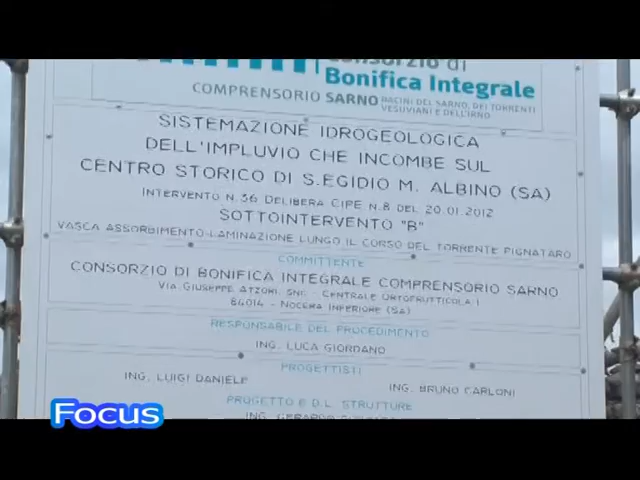 Consorzio di
Bonifica Integrale
COMPRENSORIO SARNO BACINI DEL SARNO, DEI TORRENTI
VESUVIANI E DELL'IRNO
SISTEMAZIONE IDROGEOLOGICA
DELL'IMPLUVIO CHE INCOMBE SUL
CENTRO STORICO DI S.EGIDIO M. ALBINO (SA)
INTERVENTO N.56 DELIBERA CIPE N.8 DEL 20.01.2012
SOTTOINTERVENTO "B"
VASCA ASSORBIMENTO-LAMINAZIONE LUNGO IL CORSO DEL TORRENTE PIGNATARO
COMMITTENTE
CONSORZIO DI BONIFICA INTEGRALE COMPRENSORIO SARNO
VIA GIUSEPPE ATZORI SNC - CENTRALE ORTOFRUTTICOLA
84014 - NOCERA INFERIORE (SA)
RESPONSABILE DEL PROCEDIMENTO
ING. LUCA GIORDANO
PROGETTISTI
ING. LUIGI DANIELE ING. BRUNO CARLONI
PROGETTO E D.L. STRUTTURE
ING. GERARDO
Focus